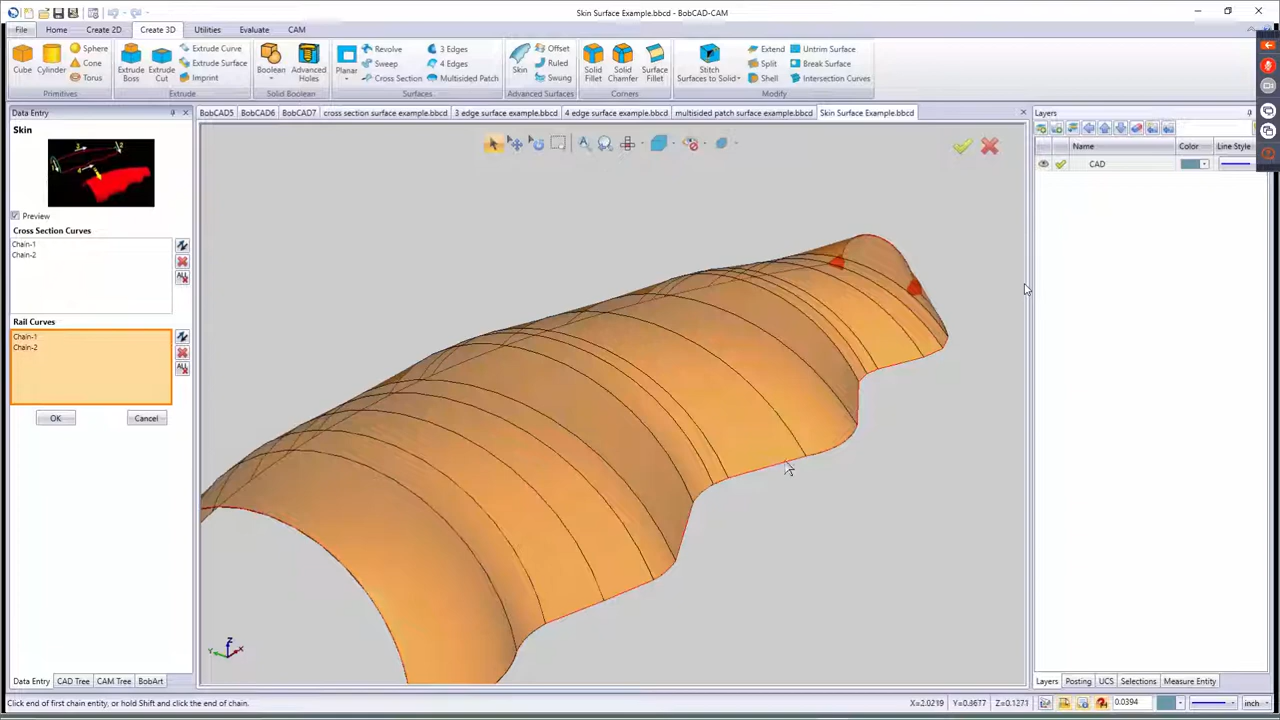 Skin Surface Example.bbcd - BobCAD-CAM
File Home Create 2D Create 3D Utilities Evaluate CAM
Cube Cylinder Sphere Cone Torus Primitives
Extrude Boss Extrude Cut Extrude Curve Extrude Surface Imprint Extrude
Boolean Advanced Holes Solid Boolean
Planar Revolve Sweep Cross Section 3 Edges 4 Edges Multisided Patch Surfaces
Skin Offset Ruled Swung Advanced Surfaces
Solid Fillet Solid Chamfer Surface Fillet Corners
Stitch Surfaces to Solid Extend Split Shell Untrim Surface Break Surface Intersection Curves Modify
Data Entry
BobCAD5 BobCAD6 BobCAD7 cross section surface example.bbcd 3 edge surface example.bbcd 4 edge surface example.bbcd multisided patch surface example.bbcd Skin Surface Example.bbcd
Layers
Skin
Name Color Line Style
CAD
Preview
Cross Section Curves
Chain-1
Chain-2
Rail Curves
Chain-1
Chain-2
OK Cancel
Z
Y X
Data Entry CAD Tree CAM Tree BobArt
Layers Posting UCS Selections Measure Entity
Click end of first chain entity, or hold Shift and click the end of chain.
X=2.0219 Y=0.3677 Z=0.1271 0.0394 inch